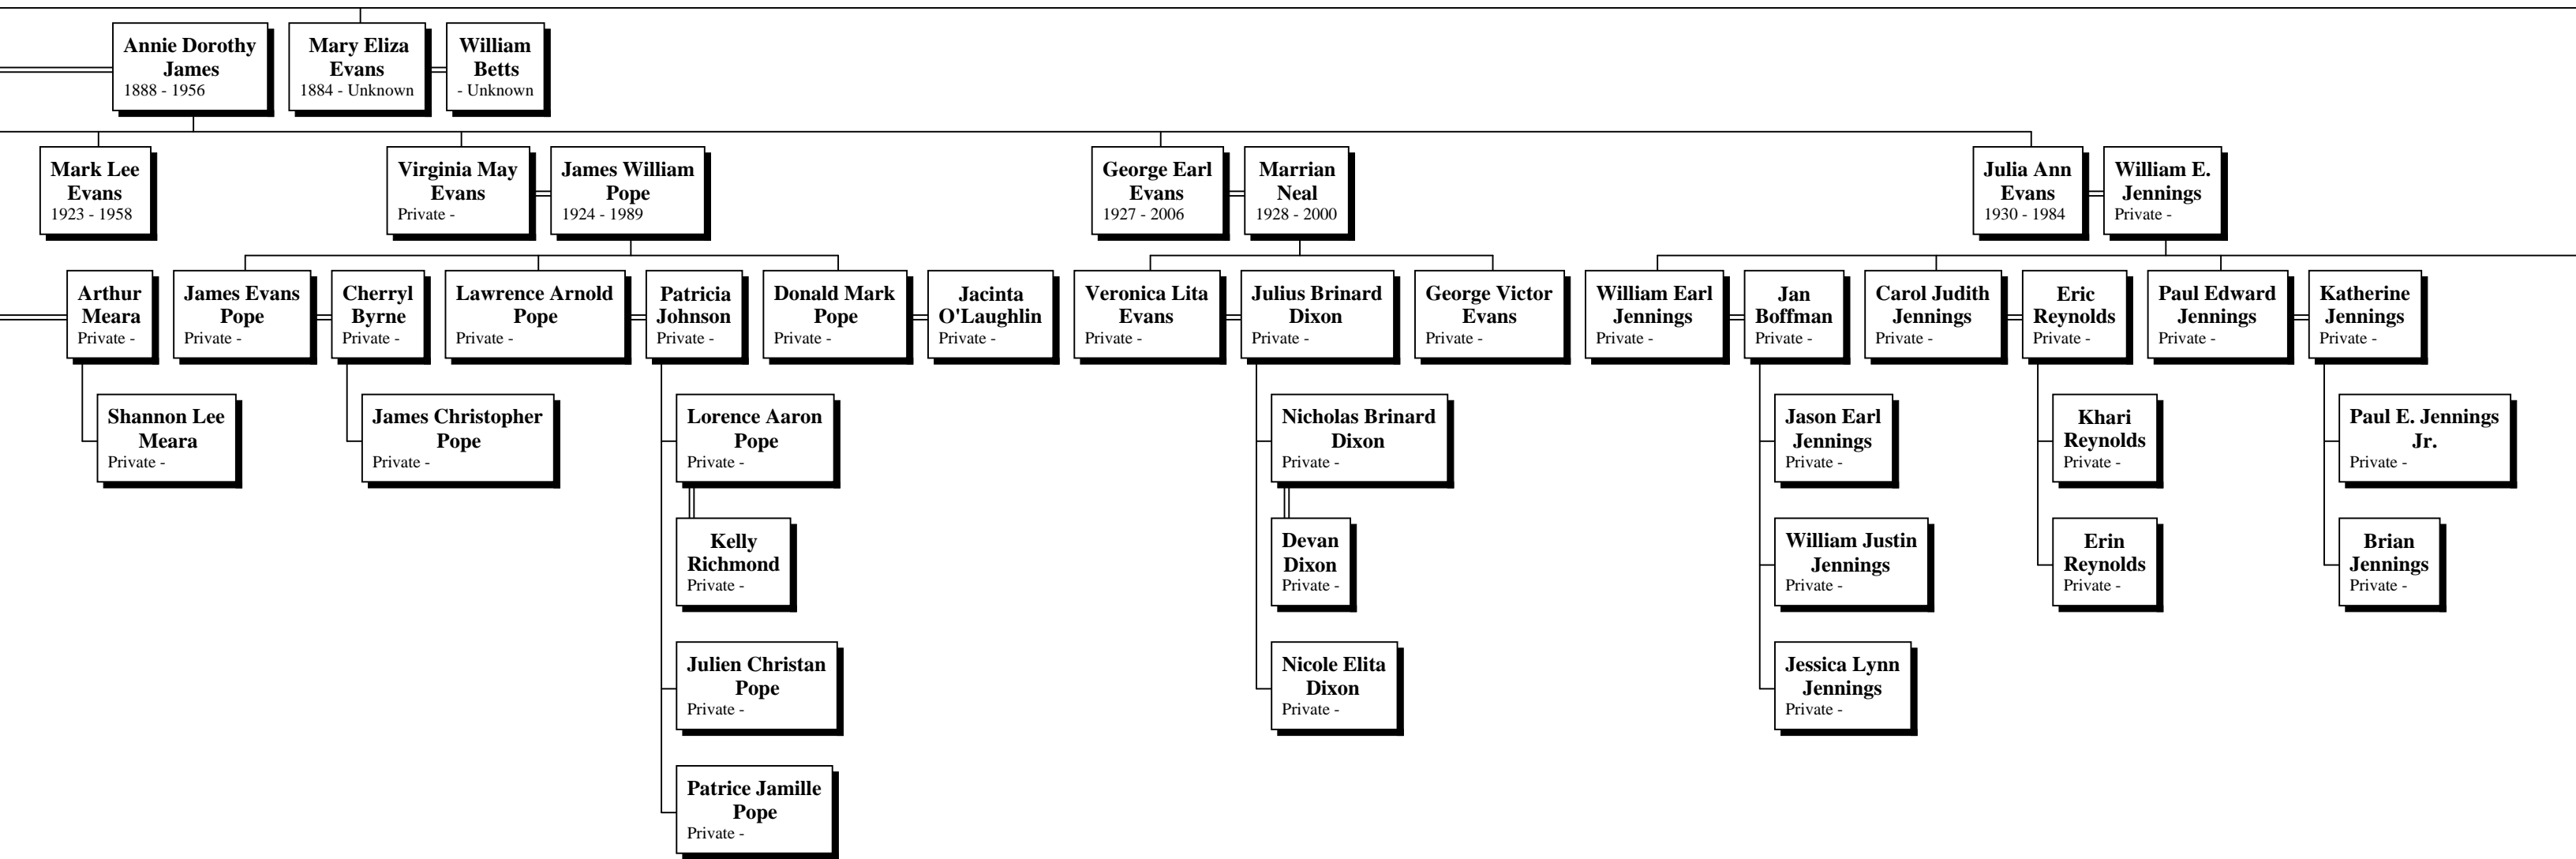 Annie Dorothy
James
1888 - 1956
Mary Eliza
Evans
1884 - Unknown
William
Betts
- Unknown
Mark Lee
Evans
1923 - 1958
Virginia May
Evans
Private -
James William
Pope
1924 - 1989
George Earl
Evans
1927 - 2006
Marrian
Neal
1928 - 2000
Julia Ann
Evans
1930 - 1984
William E.
Jennings
Private -
Arthur
Meara
Private -
James Evans
Pope
Private -
Cherryl
Byrne
Private -
Lawrence Arnold
Pope
Private -
Patricia
Johnson
Private -
Donald Mark
Pope
Private -
Jacinta
O'Laughlin
Private -
Veronica Lita
Evans
Private -
Julius Brinard
Dixon
Private -
George Victor
Evans
Private -
William Earl
Jennings
Private -
Jan
Boffman
Private -
Carol Judith
Jennings
Private -
Eric
Reynolds
Private -
Paul Edward
Jennings
Private -
Katherine
Jennings
Private -
Shannon Lee
Meara
Private -
James Christopher
Pope
Private -
Lorence Aaron
Pope
Private -
Nicholas Brinard
Dixon
Private -
Jason Earl
Jennings
Private -
Khari
Reynolds
Private -
Paul E. Jennings
Jr.
Private -
Kelly
Richmond
Private -
Devan
Dixon
Private -
William Justin
Jennings
Private -
Erin
Reynolds
Private -
Brian
Jennings
Private -
Julien Christan
Pope
Private -
Nicole Elita
Dixon
Private -
Jessica Lynn
Jennings
Private -
Patrice Jamille
Pope
Private -